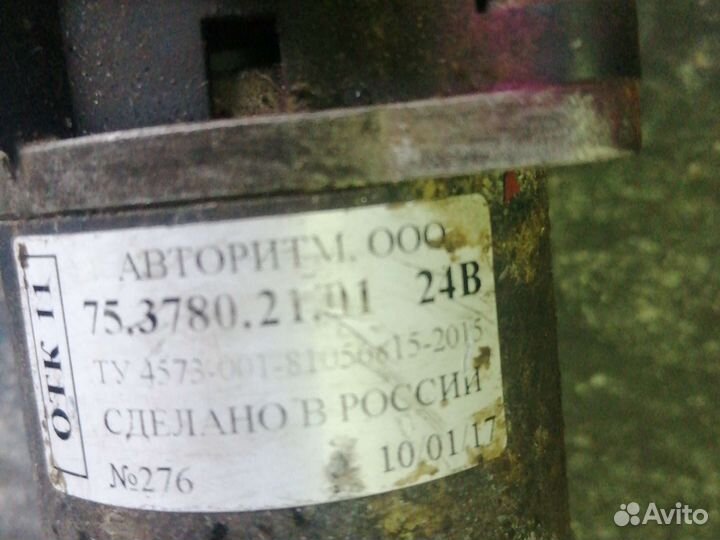 АВТОРИТМ. ООО
75.3780.21.01 24В
ТУ 4573-001-81056615-2015
СДЕЛАНО В РОССИИ
№276 10/01/17
ОТК 11
Avito